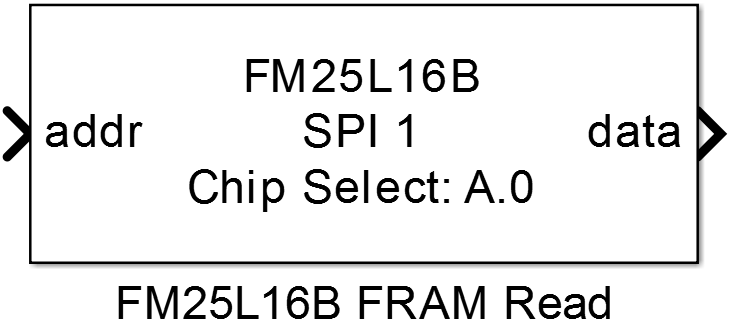 FM25L16B
addr SPI 1 data
Chip Select: A.0
FM25L16B FRAM Read